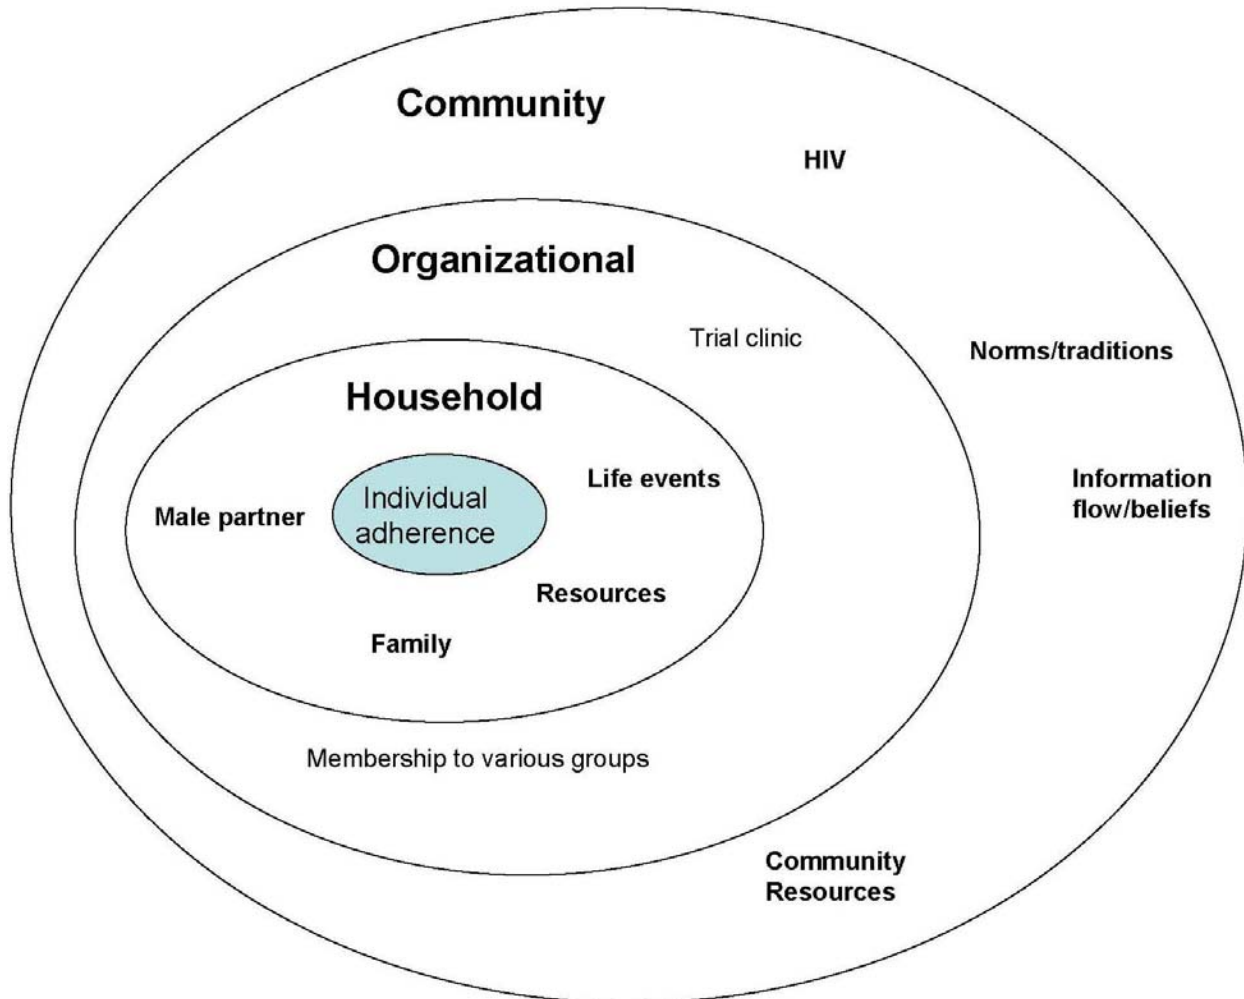 Community
HIV
Organizational
Trial clinic
Norms/traditions
Household
Life events
Information
flow/beliefs
Individual
adherence
Male partner
Resources
Family
Membership to various groups
Community
Resources